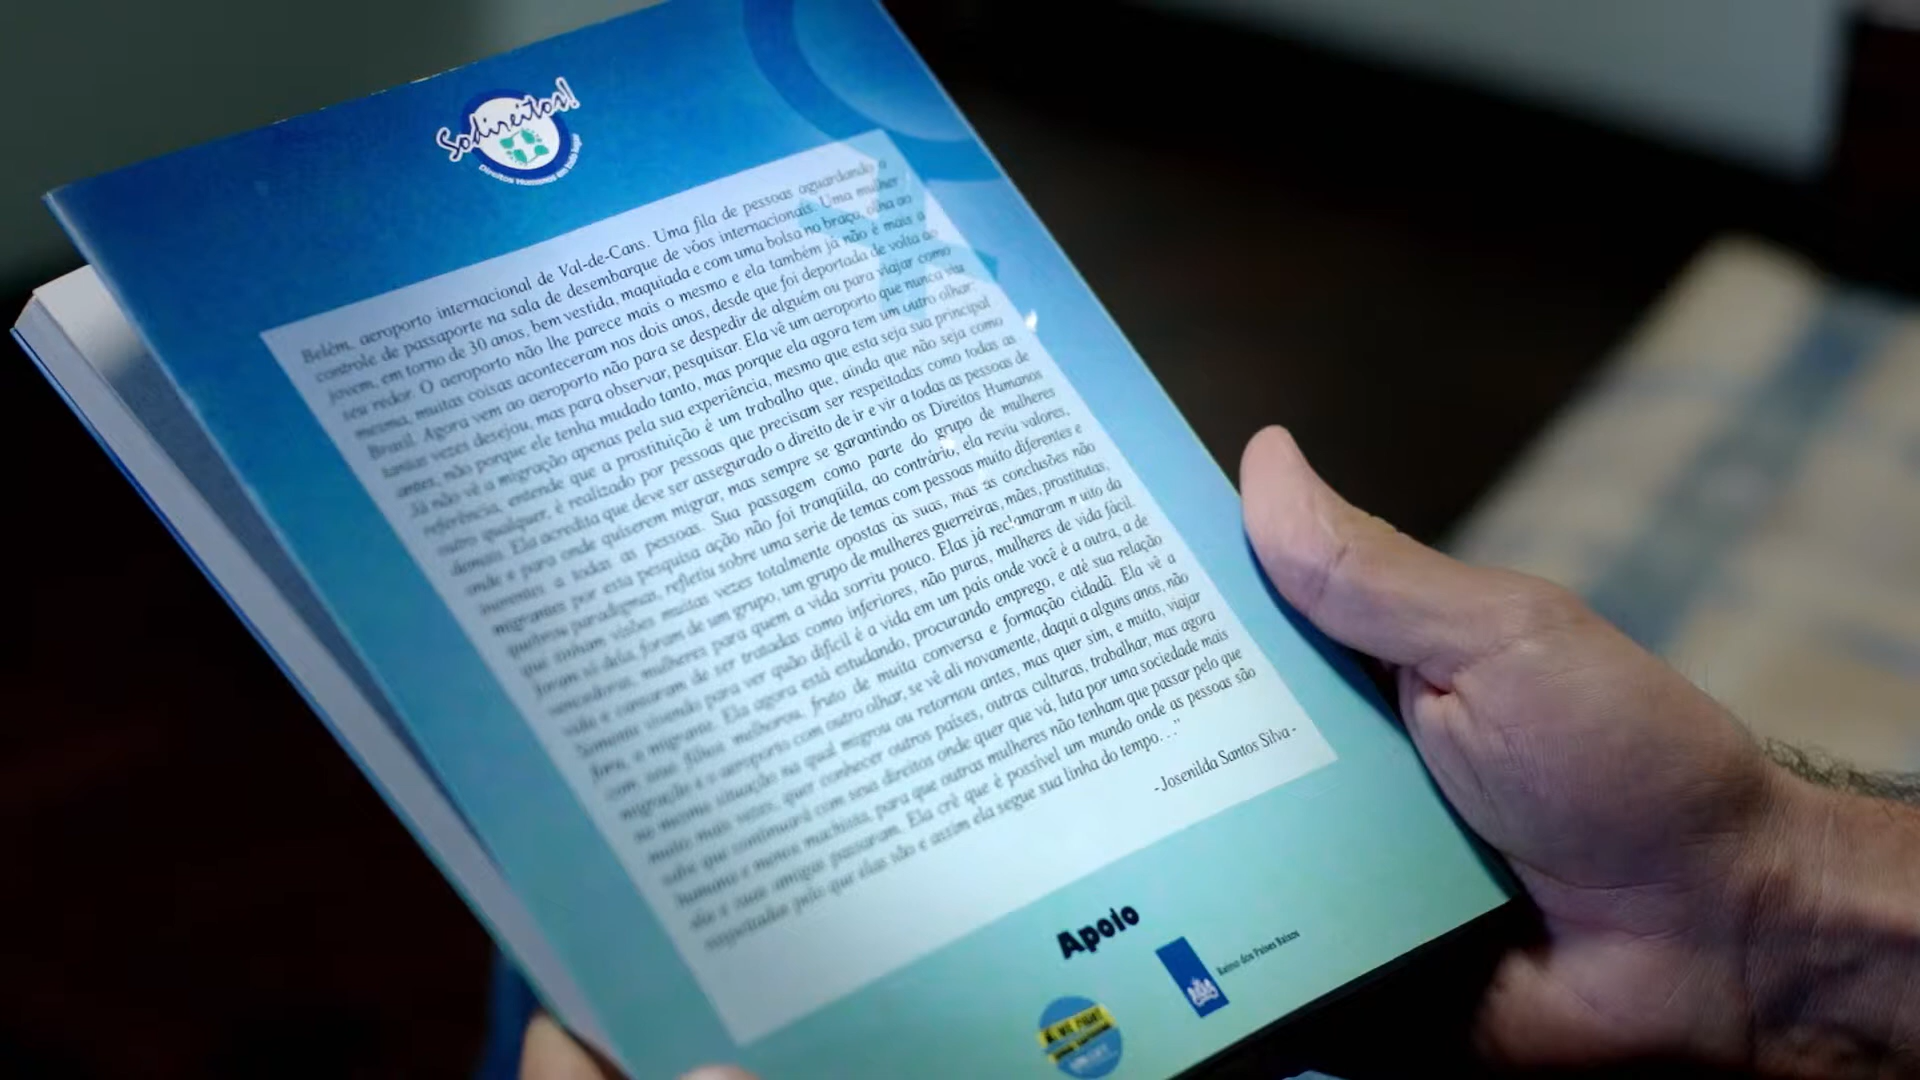 Sodireitos!
Direitos Humanos em todo lugar
Belém, aeroporto internacional de Val-de-Cans. Uma fila de pessoas aguardando o
controle de passaporte na sala de desembarque de vôos internacionais. Uma mulher
jovem, em torno de 30 anos, bem vestida, maquiada e com uma bolsa no braço, olha ao
seu redor. O aeroporto não lhe parece mais o mesmo e ela também já não é mais a
mesma, muitas coisas aconteceram nos dois anos, desde que foi deportada de volta ao
Brasil. Agora vem ao aeroporto não para se despedir de alguém ou para viajar como
tantas vezes desejou, mas para observar, pesquisar. Ela vê um aeroporto que nunca viu
antes, não porque ele tenha mudado tanto, mas porque ela agora tem um outro olhar.
Já não vê a migração apenas pela sua experiência, mesmo que esta seja sua principal
referência, entende que a prostituição é um trabalho que, ainda que não seja como
outro qualquer, é realizado por pessoas que precisam ser respeitadas como todas as
demais. Ela acredita que deve ser assegurado o direito de ir e vir a todas as pessoas de
onde e para onde quiserem migrar, mas sempre se garantindo os Direitos Humanos
inerentes a todas as pessoas. Sua passagem como parte do grupo de mulheres
migrantes por esta pesquisa ação não foi tranqüila, ao contrário, ela reviu valores,
quebrou paradigmas, refletiu sobre uma serie de temas com pessoas muito diferentes e
que tinham visões muitas vezes totalmente opostas as suas, mas as conclusões não
foram só dela, foram de um grupo, um grupo de mulheres guerreiras, mães, prostitutas,
vencedoras, mulheres para quem a vida sorriu pouco. Elas já reclamaram muito da
vida e cansaram de ser tratadas como inferiores, não puras, mulheres de vida fácil.
Somente vivendo para ver quão difícil é a vida em um país onde você é a outra, a de
fora, a migrante. Ela agora está estudando, procurando emprego, e até sua relação
com seus filhos melhorou, fruto de muita conversa e formação cidadã. Ela vê a
migração e o aeroporto com outro olhar, se vê ali novamente, daqui a alguns anos, não
na mesma situação na qual migrou ou retornou antes, mas quer sim, e muito, viajar
muito mais vezes, quer conhecer outros países, outras culturas, trabalhar, mas agora
sabe que continuará com seus direitos onde quer que vá, luta por uma sociedade mais
humana e menos machista, para que outras mulheres não tenham que passar pelo que
ela e suas amigas passaram. Ela crê que é possível um mundo onde as pessoas são
respeitadas pelo que elas são e assim ela segue sua linha do tempo. . ."
-Josenilda Santos Silva-
Apoio
Reino dos Países Baixos